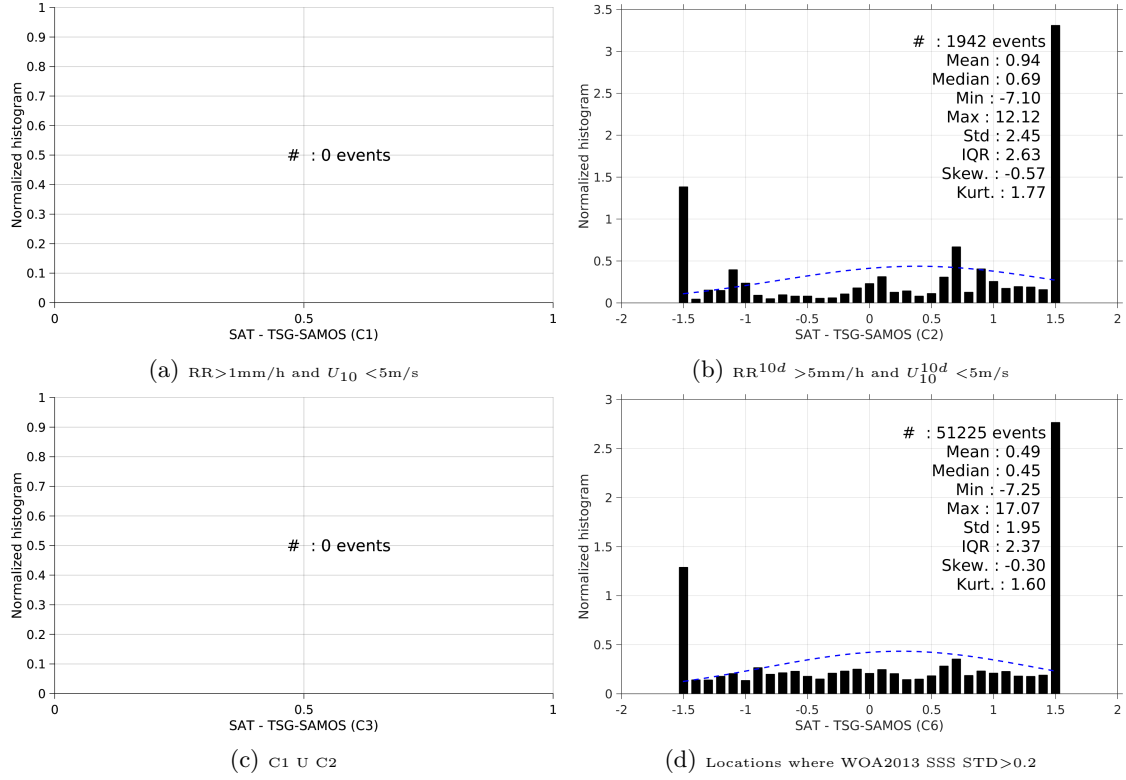 1
0.9
0.8
0.7
0.6
0.5
0.4
0.3
0.2
0.1
0
Normalized histogram
# : 0 events
0 0.5 1
SAT - TSG-SAMOS (C1)
(a) RR>1mm/h and U10 <5m/s
3.5
3
2.5
2
1.5
1
0.5
0
Normalized histogram
# : 1942 events
Mean : 0.94
Median : 0.69
Min : -7.10
Max : 12.12
Std : 2.45
IQR : 2.63
Skew. : -0.57
Kurt. : 1.77
-2 -1.5 -1 -0.5 0 0.5 1 1.5 2
SAT - TSG-SAMOS (C2)
(b) RR10d >5mm/h and U10d10 <5m/s
1
0.9
0.8
0.7
0.6
0.5
0.4
0.3
0.2
0.1
0
Normalized histogram
# : 0 events
0 0.5 1
SAT - TSG-SAMOS (C3)
(c) C1 U C2
3
2.5
2
1.5
1
0.5
0
Normalized histogram
# : 51225 events
Mean : 0.49
Median : 0.45
Min : -7.25
Max : 17.07
Std : 1.95
IQR : 2.37
Skew. : -0.30
Kurt. : 1.60
-2 -1.5 -1 -0.5 0 0.5 1 1.5 2
SAT - TSG-SAMOS (C6)
(d) Locations where WOA2013 SSS STD>0.2